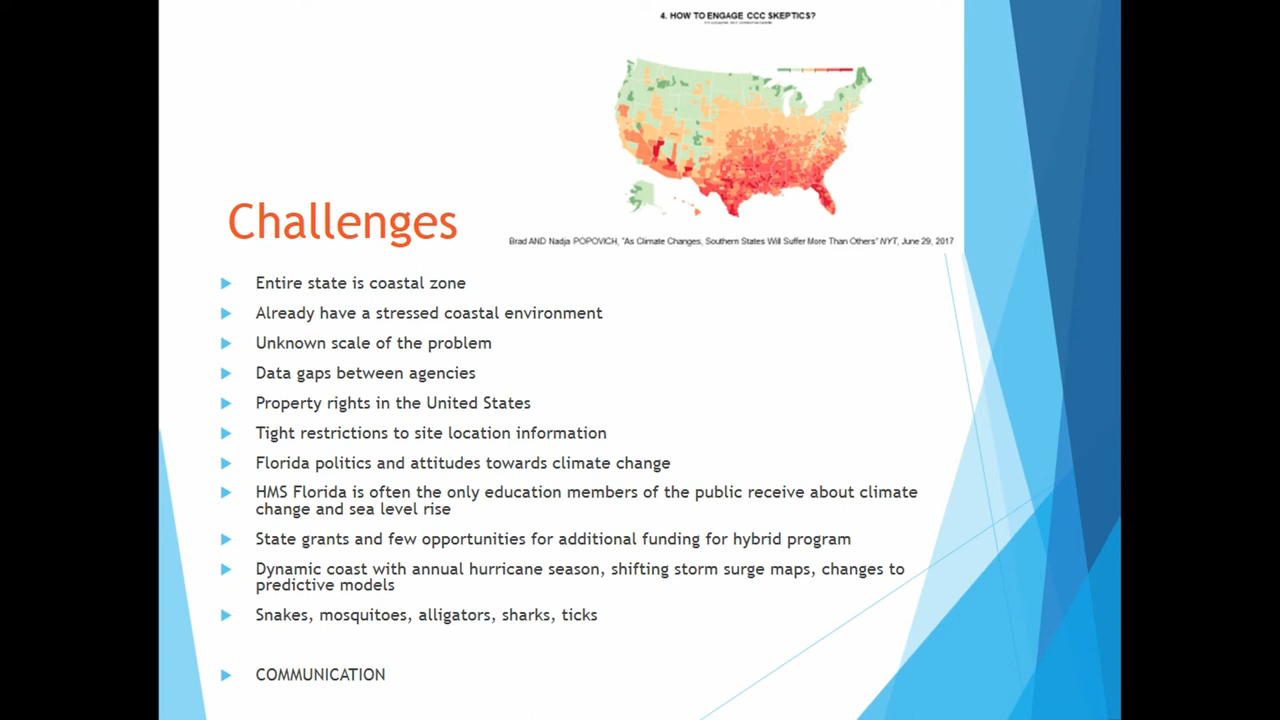 4. HOW TO ENGAGE CCC SKEPTICS?
Brad AND Nadja POPOVICH, "As Climate Changes, Southern States Will Suffer More Than Others" NYT, June 29, 2017
Challenges
Entire state is coastal zone
Already have a stressed coastal environment
Unknown scale of the problem
Data gaps between agencies
Property rights in the United States
Tight restrictions to site location information
Florida politics and attitudes towards climate change
HMS Florida is often the only education members of the public receive about climate
change and sea level rise
State grants and few opportunities for additional funding for hybrid program
Dynamic coast with annual hurricane season, shifting storm surge maps, changes to
predictive models
Snakes, mosquitoes, alligators, sharks, ticks
COMMUNICATION